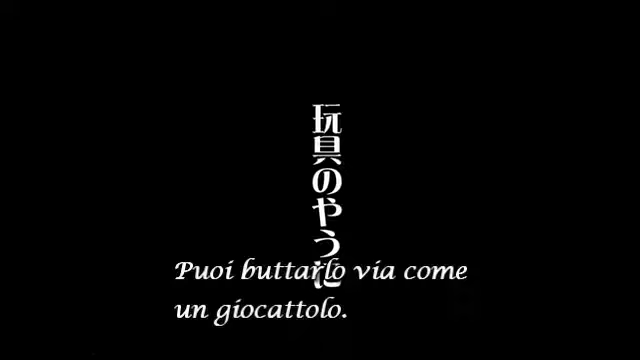 玩具のやうに
Puoi buttarlo via come
un giocattolo.